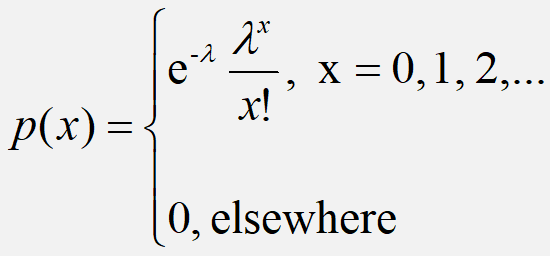 p(x) = { e^{-λ} λ^x / x! , x = 0,1, 2,...
0, elsewhere